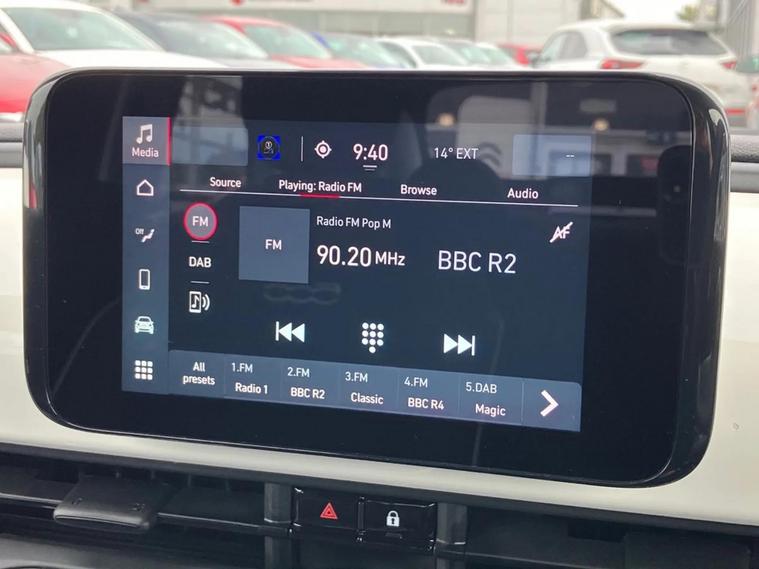 Media
9:40
14° EXT
--
Source
Playing: Radio FM
Browse
Audio
FM
DAB
Off
FM
Radio FM Pop M
90.20 MHz
BBC R2
AF
All presets
1.FM
Radio 1
2.FM
BBC R2
3.FM
Classic
4.FM
BBC R4
5.DAB
Magic